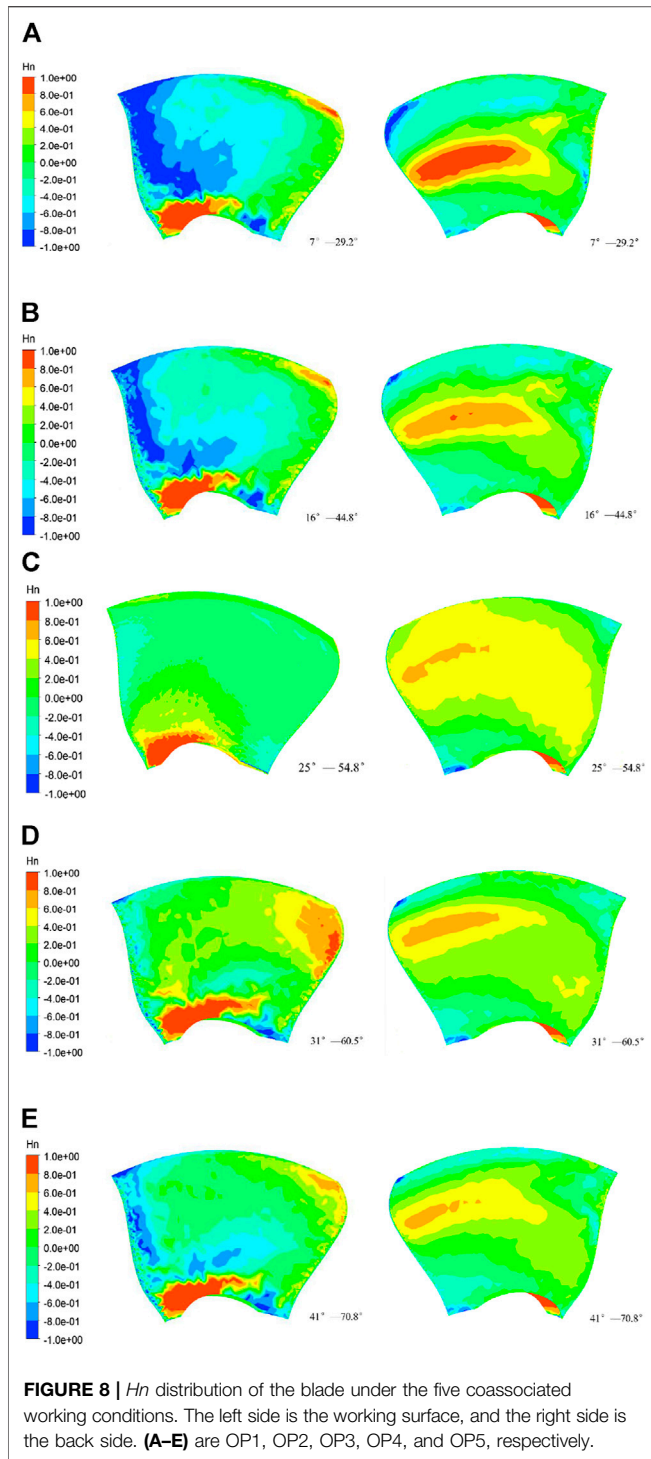 A
Hn
1.0e+00
8.0e-01
6.0e-01
4.0e-01
2.0e-01
0.0e+00
-2.0e-01
-4.0e-01
-6.0e-01
-8.0e-01
-1.0e+00
7° —29.2°
7° —29.2°
B
Hn
1.0e+00
8.0e-01
6.0e-01
4.0e-01
2.0e-01
0.0e+00
-2.0e-01
-4.0e-01
-6.0e-01
-8.0e-01
-1.0e+00
16° —44.8°
16° —44.8°
C
Hn
1.0e+00
8.0e-01
6.0e-01
4.0e-01
2.0e-01
0.0e+00
-2.0e-01
-4.0e-01
-6.0e-01
-8.0e-01
-1.0e+00
25° — 54.8°
25° —54.8°
D
Hn
1.0e+00
8.0e-01
6.0e-01
4.0e-01
2.0e-01
0.0e+00
-2.0e-01
-4.0e-01
-6.0e-01
-8.0e-01
-1.0e+00
31° —60.5°
31° —60.5°
E
Hn
1.0e+00
8.0e-01
6.0e-01
4.0e-01
2.0e-01
0.0e+00
-2.0e-01
-4.0e-01
-6.0e-01
-8.0e-01
-1.0e+00
41° —70.8°
41° —70.8°
FIGURE 8 | Hn distribution of the blade under the five coassociated
working conditions. The left side is the working surface, and the right side is
the back side. (A–E) are OP1, OP2, OP3, OP4, and OP5, respectively.